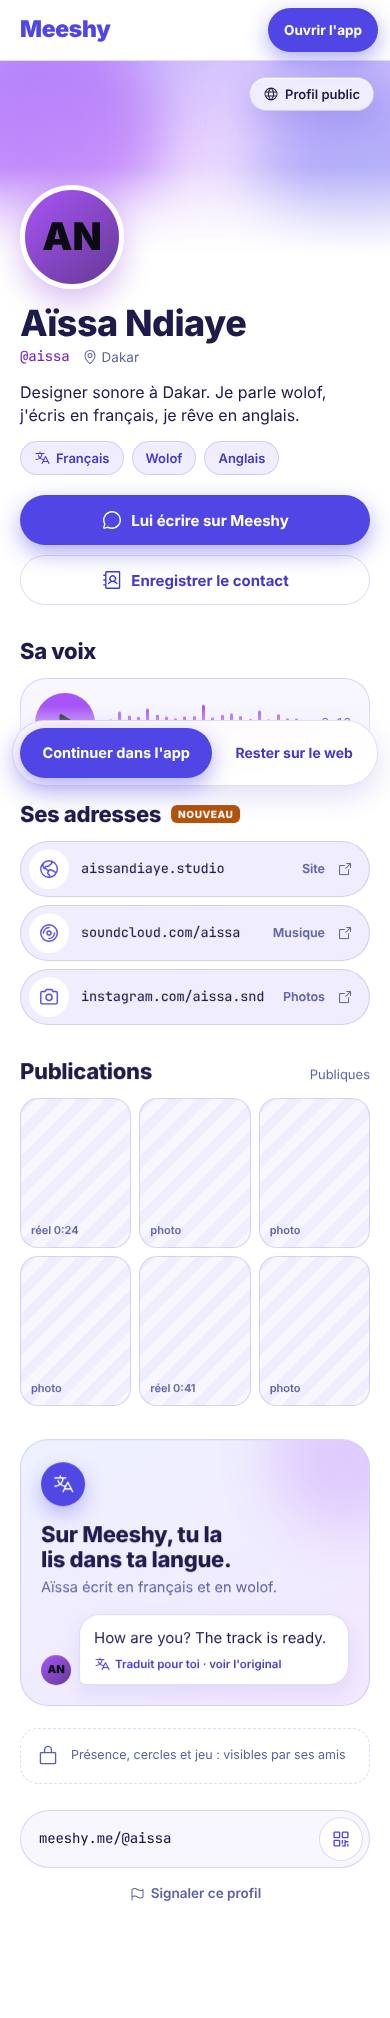 Meeshy
Ouvrir l'app
Profil public
AN
Aïssa Ndiaye
@aissa Dakar
Designer sonore à Dakar. Je parle wolof,
j'écris en français, je rêve en anglais.
Français Wolof Anglais
Lui écrire sur Meeshy
Enregistrer le contact
Sa voix
Continuer dans l'app Rester sur le web
Ses adresses NOUVEAU
aissandiaye.studio Site
soundcloud.com/aissa Musique
instagram.com/aissa.snd Photos
Publications Publiques
réel 0:24 photo photo
photo réel 0:41 photo
Sur Meeshy, tu la
lis dans ta langue.
Aïssa écrit en français et en wolof.
How are you? The track is ready.
AN Traduit pour toi · voir l'original
Présence, cercles et jeu : visibles par ses amis
meeshy.me/@aissa
Signaler ce profil